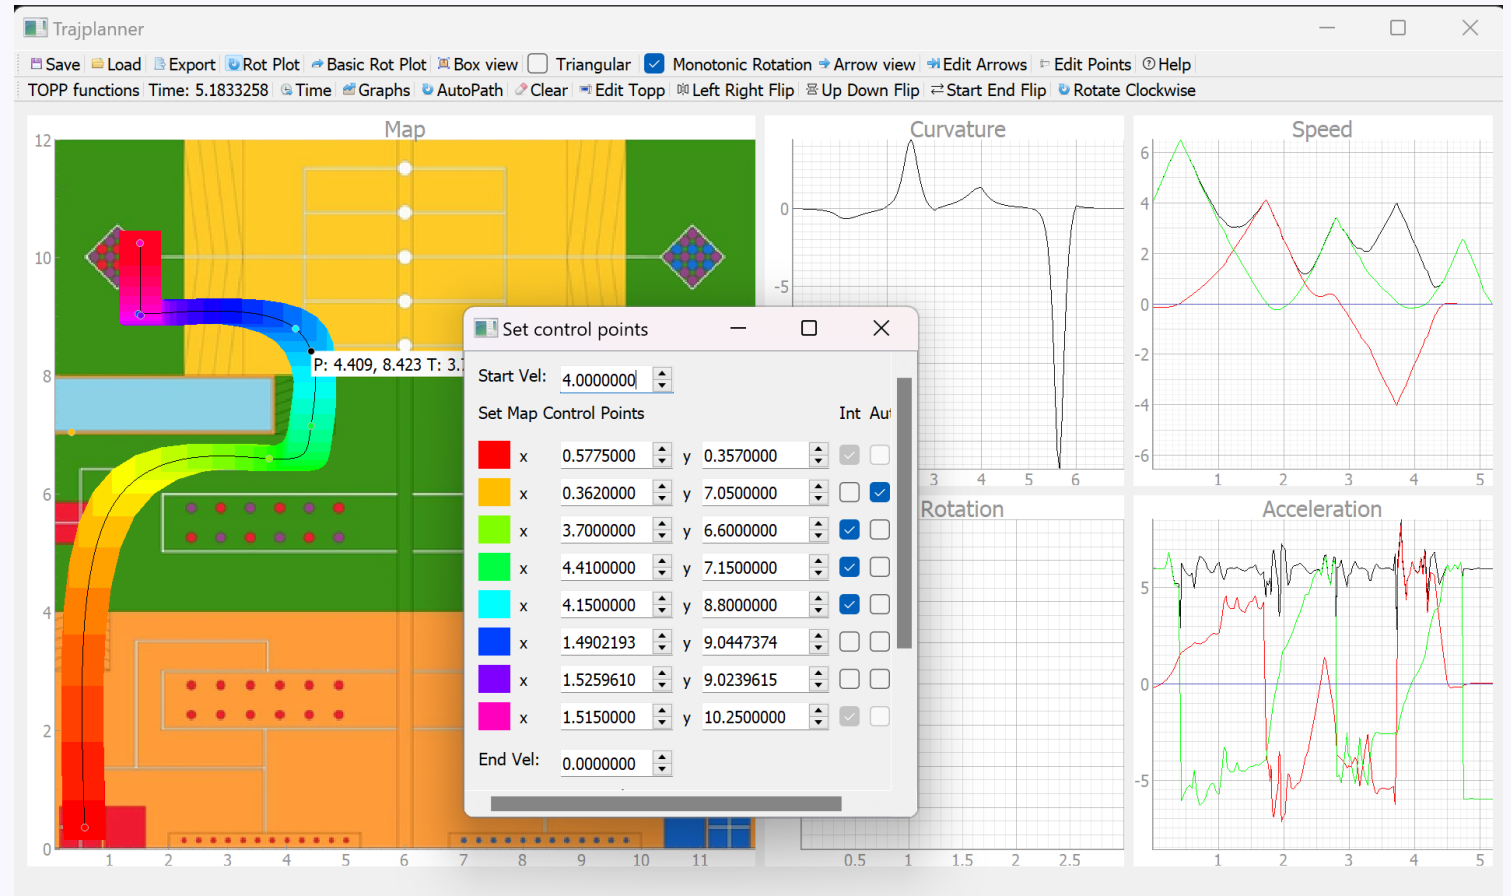 Trajplanner
Save Load Export Rot Plot Basic Rot Plot Box view Triangular Monotonic Rotation Arrow view Edit Arrows Edit Points Help
TOPP functions Time: 5.1833258 Time Graphs AutoPath Clear Edit Topp Left Right Flip Up Down Flip Start End Flip Rotate Clockwise
Map
12
10
8
6
4
2
0
1 2 3 4 5 6 7 8 9 10 11
P: 4.409, 8.423 T: 3.
Curvature
0
-5
3 4 5 6
Speed
6
4
2
0
-2
-4
-6
1 2 3 4 5
Set control points
Start Vel: 4.0000000
Set Map Control Points Int Aut
x 0.5775000 y 0.3570000
x 0.3620000 y 7.0500000
x 3.7000000 y 6.6000000
x 4.4100000 y 7.1500000
x 4.1500000 y 8.8000000
x 1.4902193 y 9.0447374
x 1.5259610 y 9.0239615
x 1.5150000 y 10.2500000
End Vel: 0.0000000
Rotation
0.5 1 1.5 2 2.5
Acceleration
5
0
-5
1 2 3 4 5